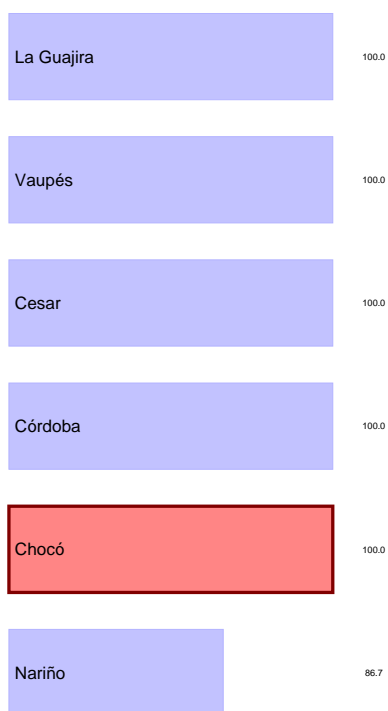 La Guajira 100.0
Vaupés 100.0
Cesar 100.0
Córdoba 100.0
Chocó 100.0
Nariño 86.7